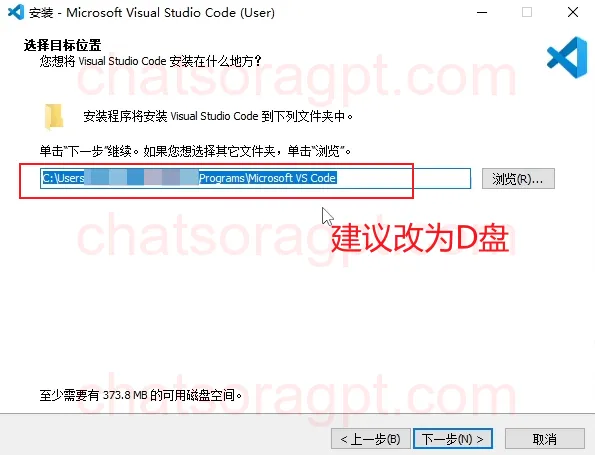 安装 - Microsoft Visual Studio Code (User)
选择目标位置
您想将 Visual Studio Code 安装在什么地方？
chatsoragpt.com
安装程序将安装 Visual Studio Code 到下列文件夹中。
单击“下一步”继续。如果您想选择其它文件夹，单击“浏览”。
C:\Users Programs\Microsoft VS Code
浏览(R)...
建议改为D盘
chatsoragpt.com
至少需要有 373.8 MB 的可用磁盘空间。
chatsoragpt.com
< 上一步(B)
下一步(N) >
取消